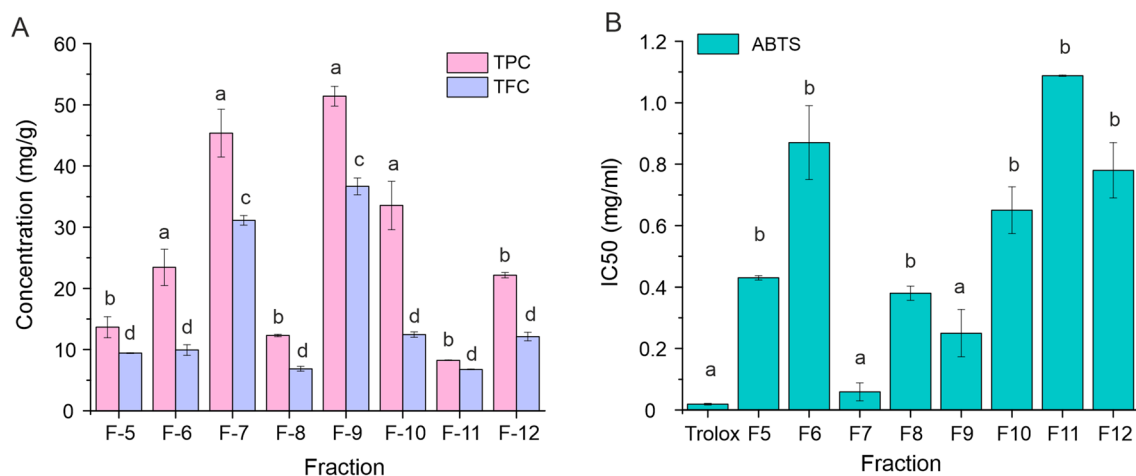 A
60
50
40
30
20
10
0
Concentration (mg/g)
TPC
TFC
b
d
a
d
a
c
b
d
a
c
a
d
b
d
b
d
F-5 F-6 F-7 F-8 F-9 F-10 F-11 F-12
Fraction
B
1.2
1.0
0.8
0.6
0.4
0.2
0
IC50 (mg/ml)
ABTS
a
b
b
a
b
a
b
b
b
Trolox F5 F6 F7 F8 F9 F10 F11 F12
Fraction